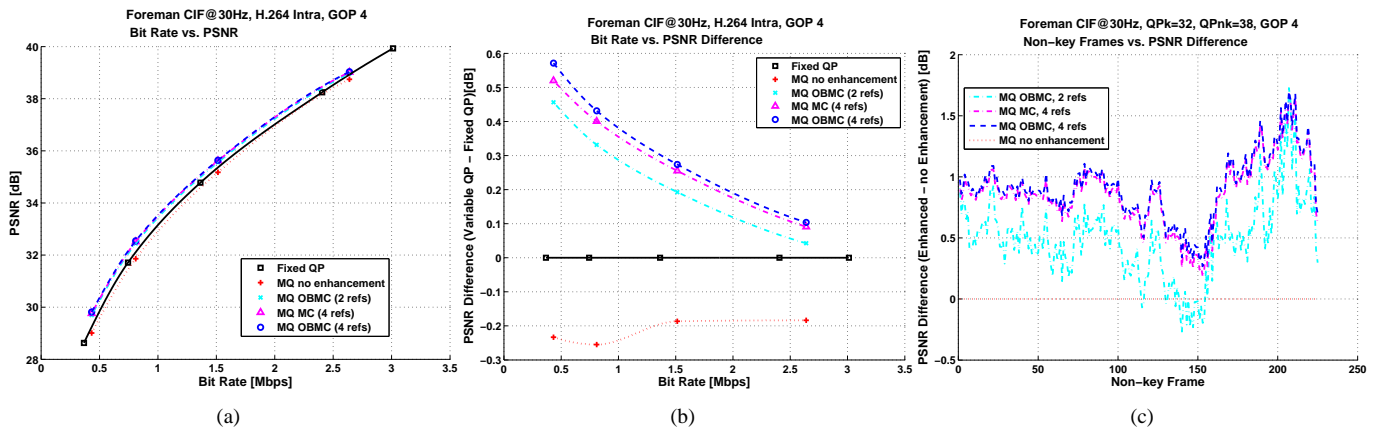 Foreman CIF@30Hz, H.264 Intra, GOP 4
Bit Rate vs. PSNR
PSNR [dB]
40
38
36
34
32
30
28
0
0.5
1
1.5
2
2.5
3
3.5
Bit Rate [Mbps]
Fixed QP
MQ no enhancement
MQ OBMC (2 refs)
MQ MC (4 refs)
MQ OBMC (4 refs)
(a)
Foreman CIF@30Hz, H.264 Intra, GOP 4
Bit Rate vs. PSNR Difference
PSNR Difference (Variable QP − Fixed QP)[dB]
0.6
0.5
0.4
0.3
0.2
0.1
0
−0.1
−0.2
−0.3
0
0.5
1
1.5
2
2.5
3
3.5
Bit Rate [Mbps]
Fixed QP
MQ no enhancement
MQ OBMC (2 refs)
MQ MC (4 refs)
MQ OBMC (4 refs)
(b)
Foreman CIF@30Hz, QPk=32, QPnk=38, GOP 4
Non−key Frames vs. PSNR Difference
PSNR Difference (Enhanced − no Enhancement) [dB]
2
1.5
1
0.5
0
−0.5
0
50
100
150
200
250
Non−key Frame
MQ OBMC, 2 refs
MQ MC, 4 refs
MQ OBMC, 4 refs
MQ no enhancement
(c)